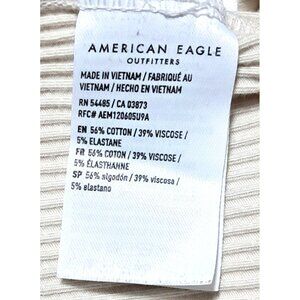 AMERICAN EAGLE
OUTFITTERS
MADE IN VIETNAM / FABRIQUÉ AU
VIETNAM / HECHO EN VIETNAM
RN 54485 / CA 03873
RFC# AEM120605U9A
EN 56% COTTON / 39% VISCOSE /
5% ELASTANE
FR 56% COTON / 39% VISCOSE /
5% ÉLASTHANNE
SP 56% algodón / 39% viscosa /
5% elastano